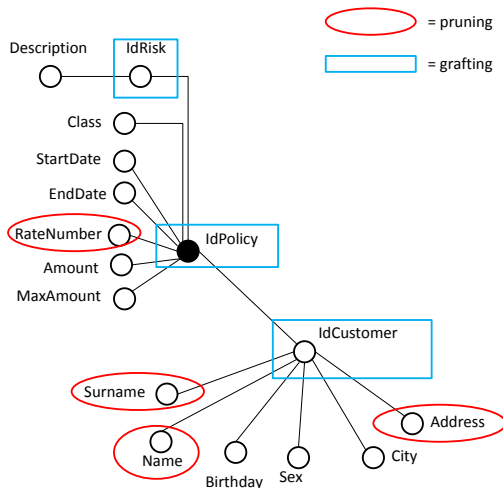 = pruning
Description
IdRisk
= grafting
Class
StartDate
EndDate
RateNumber
IdPolicy
Amount
MaxAmount
IdCustomer
Surname
Address
Name
Birthday
Sex
City